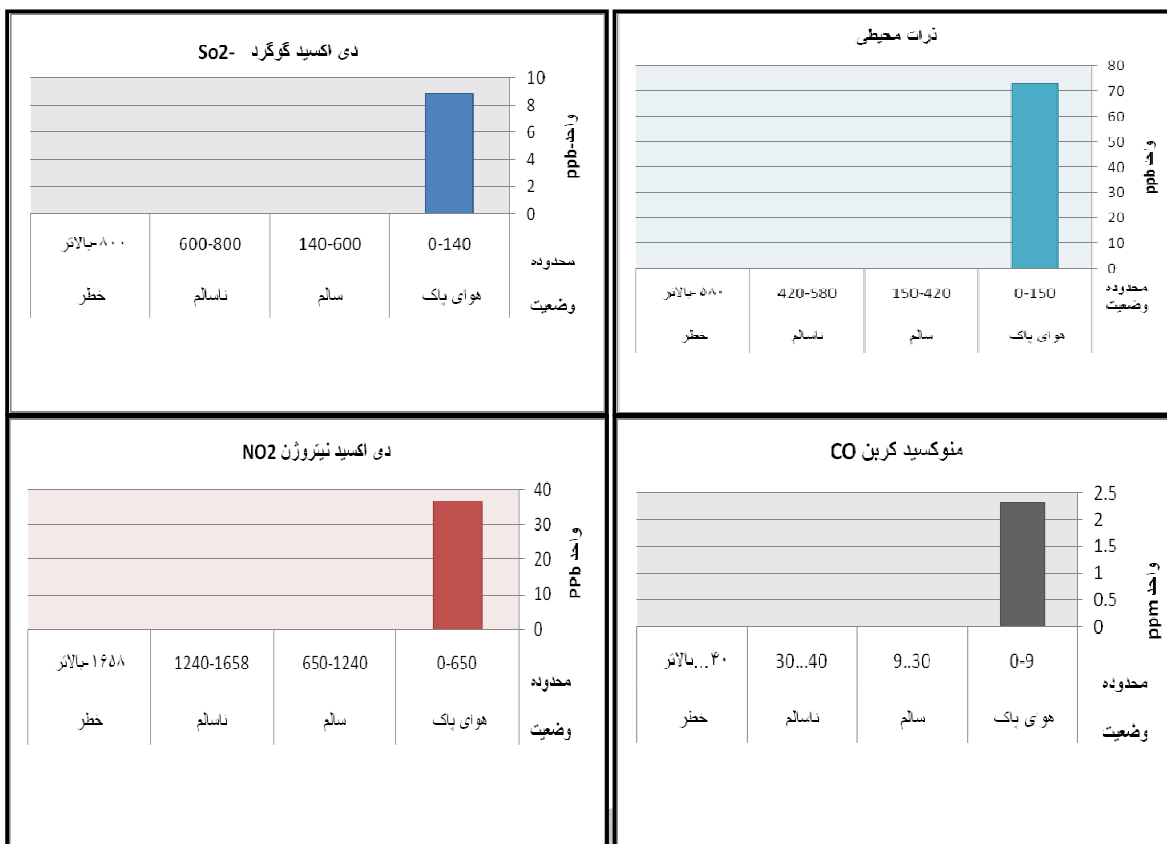 دی اکسید گوگرد -So2
واحد-ppb
10
8
6
4
2
0
محدوده
0-140
140-600
600-800
۸۰۰-بالاتر
وضعیت
هوای پاک
سالم
ناسالم
خطر
ذرات محیطی
واحد ppb
80
70
60
50
40
30
20
10
0
محدوده
0-150
150-420
420-580
۵۸۰-بالاتر
وضعیت
هوای پاک
سالم
ناسالم
خطر
دی اکسید نیتروژن NO2
واحد PPb
40
30
20
10
0
محدوده
0-650
650-1240
1240-1658
۱۶۵۸-بالاتر
وضعیت
هوای پاک
سالم
ناسالم
خطر
منوکسید کربن CO
واحد ppm
2.5
2
1.5
1
0.5
0
محدوده
0-9
9..30
30...40
۴۰...بالاتر
وضعیت
هوای پاک
سالم
ناسالم
خطر